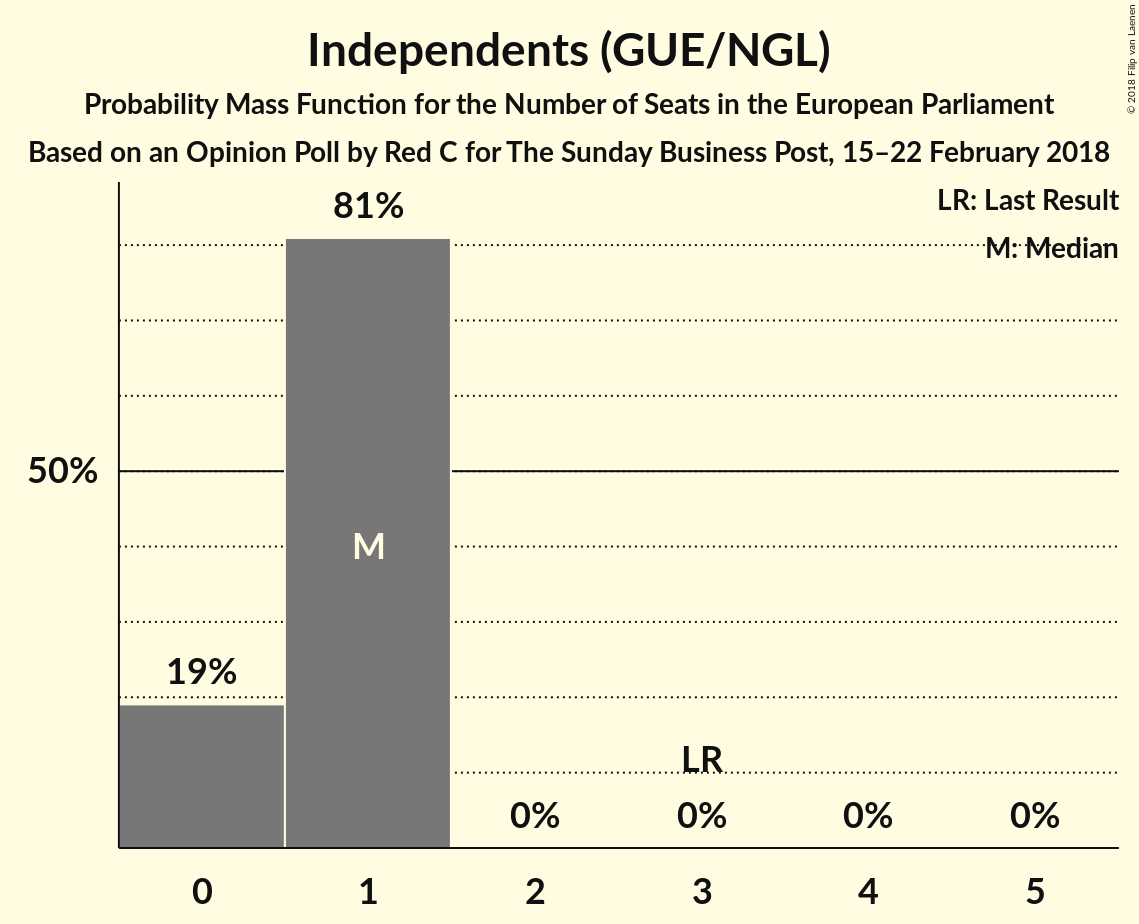 Independents (GUE/NGL)
Probability Mass Function for the Number of Seats in the European Parliament
Based on an Opinion Poll by Red C for The Sunday Business Post, 15–22 February 2018
© 2018 Filip van Laenen
LR: Last Result
M: Median
81%
50%
M
19%
LR
0%
0%
0%
0%
0
1
2
3
4
5